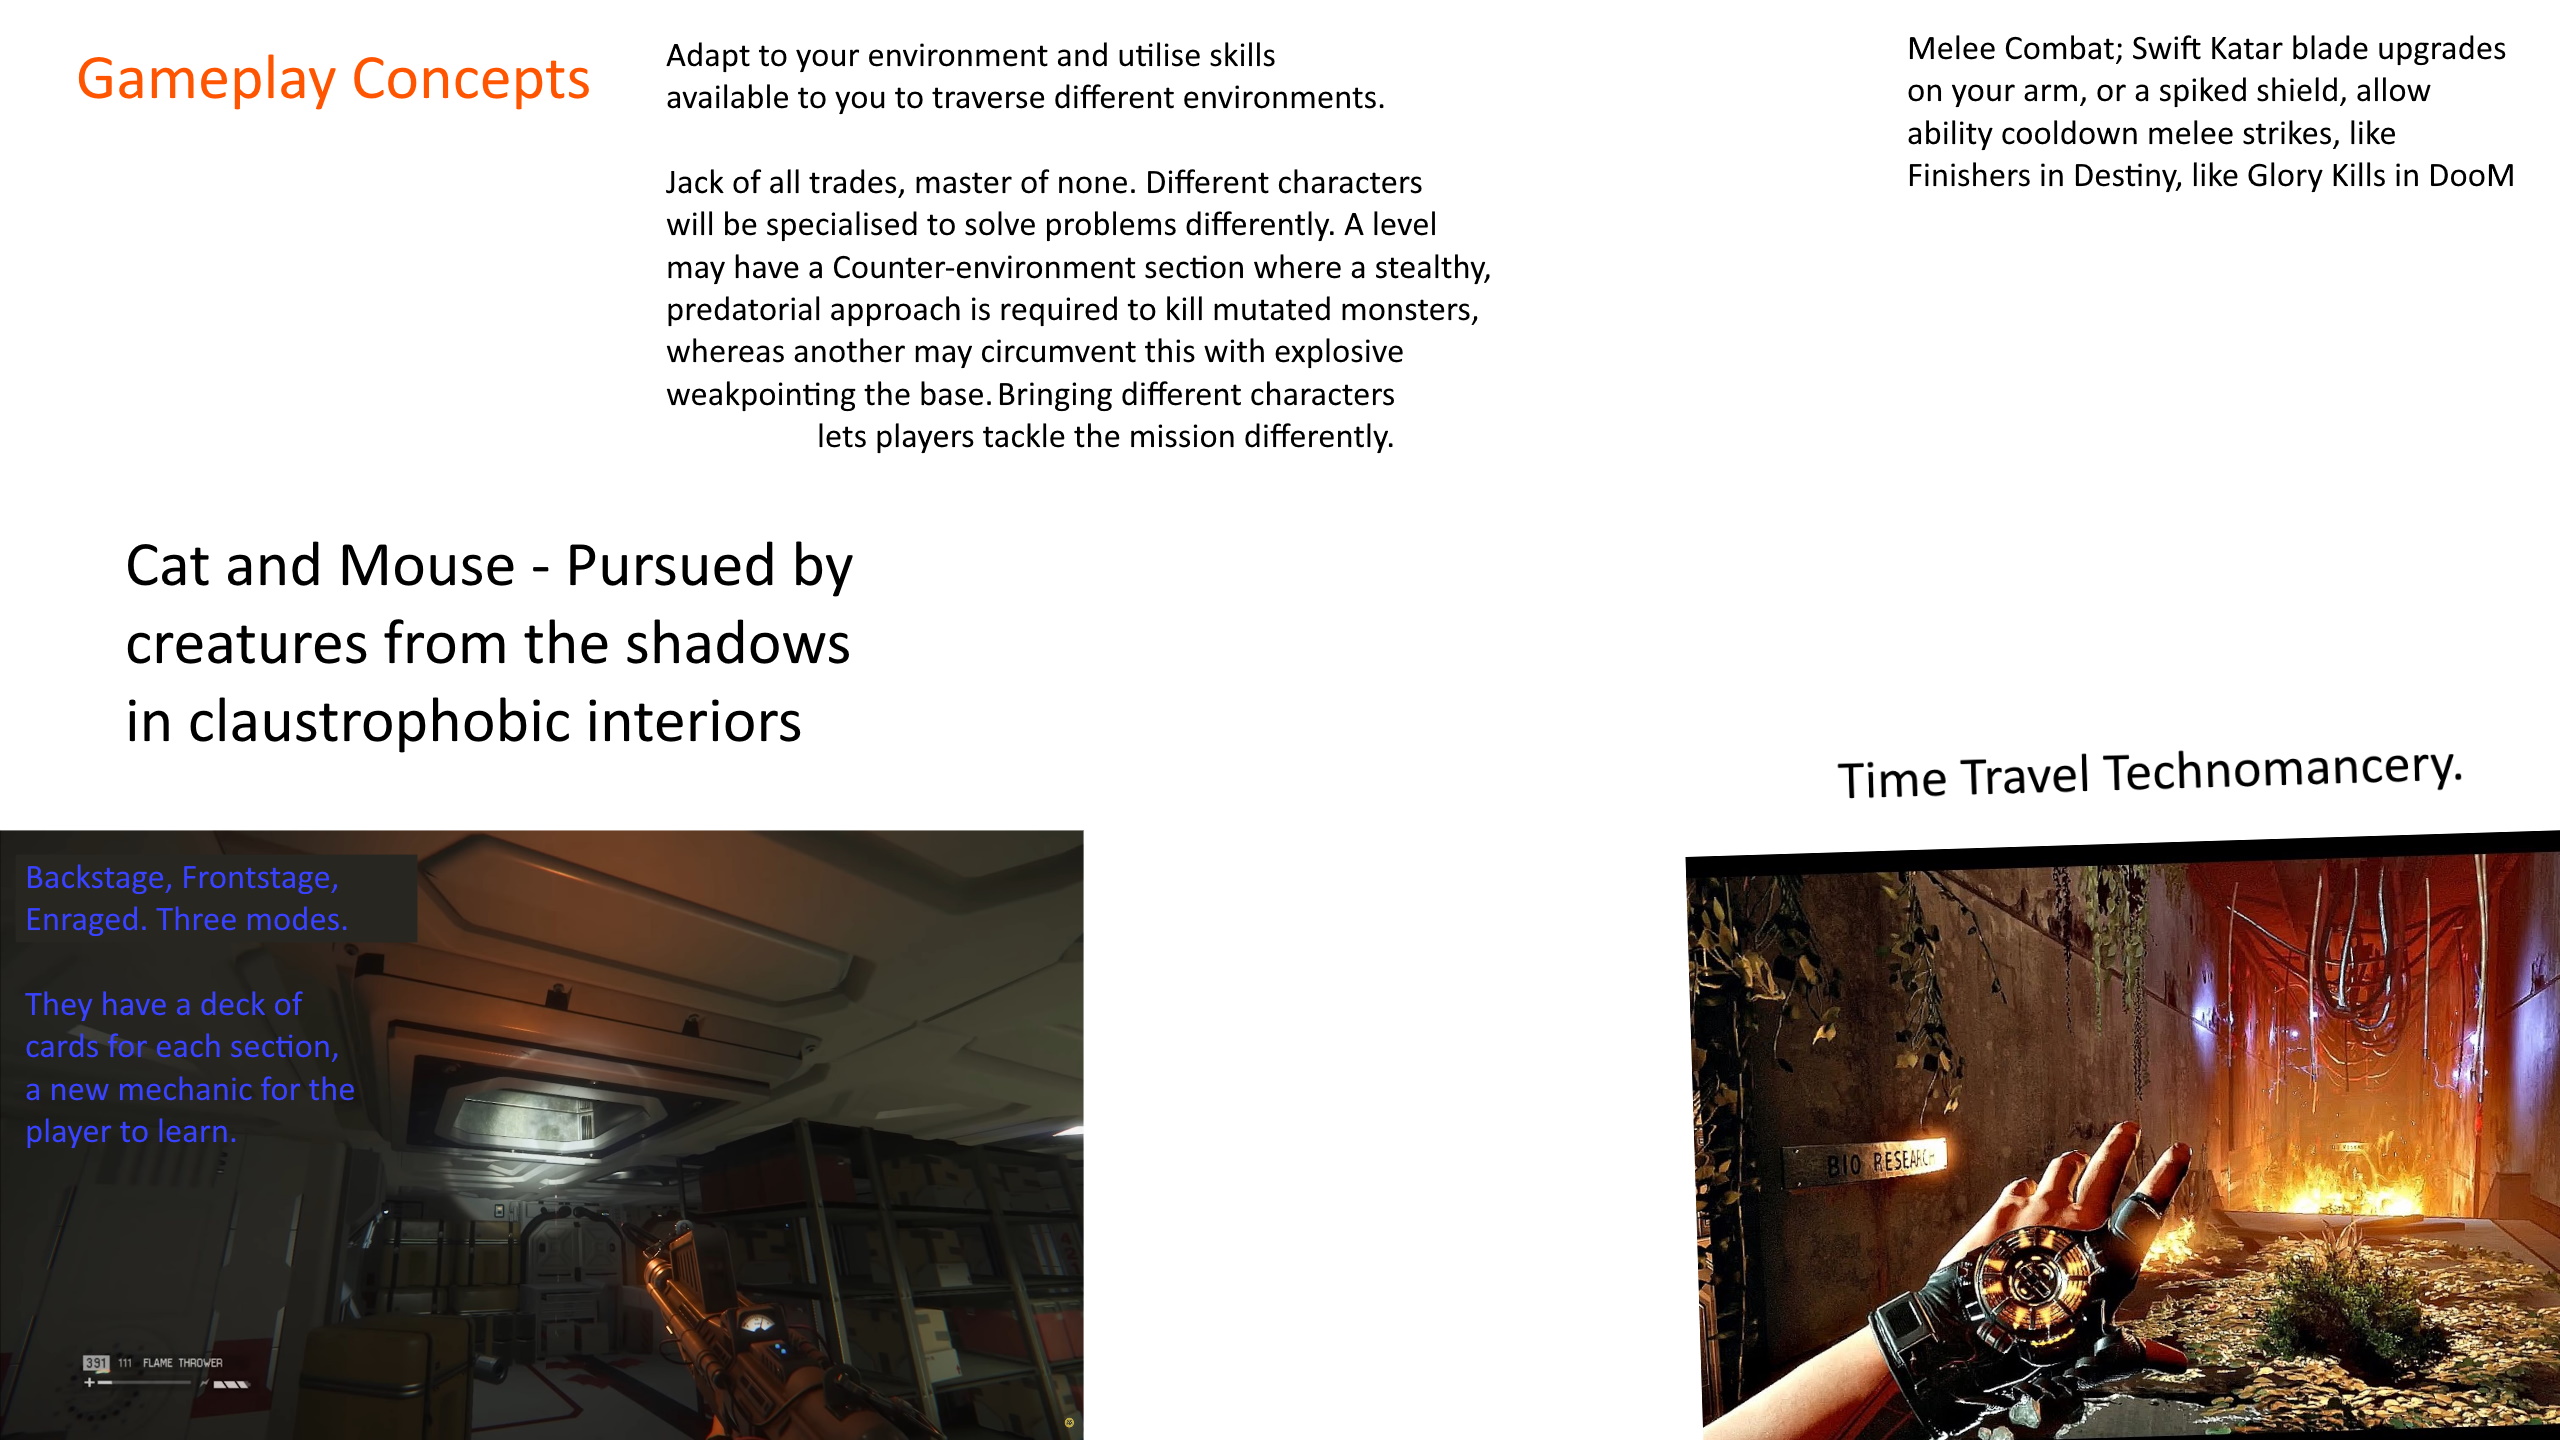 Gameplay Concepts
Adapt to your environment and utilise skills
available to you to traverse different environments.
Jack of all trades, master of none. Different characters
will be specialised to solve problems differently. A level
may have a Counter-environment section where a stealthy,
predatorial approach is required to kill mutated monsters,
whereas another may circumvent this with explosive
weakpointing the base. Bringing different characters
lets players tackle the mission differently.
Melee Combat; Swift Katar blade upgrades
on your arm, or a spiked shield, allow
ability cooldown melee strikes, like
Finishers in Destiny, like Glory Kills in DooM
Cat and Mouse - Pursued by
creatures from the shadows
in claustrophobic interiors
Time Travel Technomancery.
Backstage, Frontstage,
Enraged. Three modes.
They have a deck of
cards for each section,
a new mechanic for the
player to learn.
391 111 FLAME THROWER
BIO RESEARCH